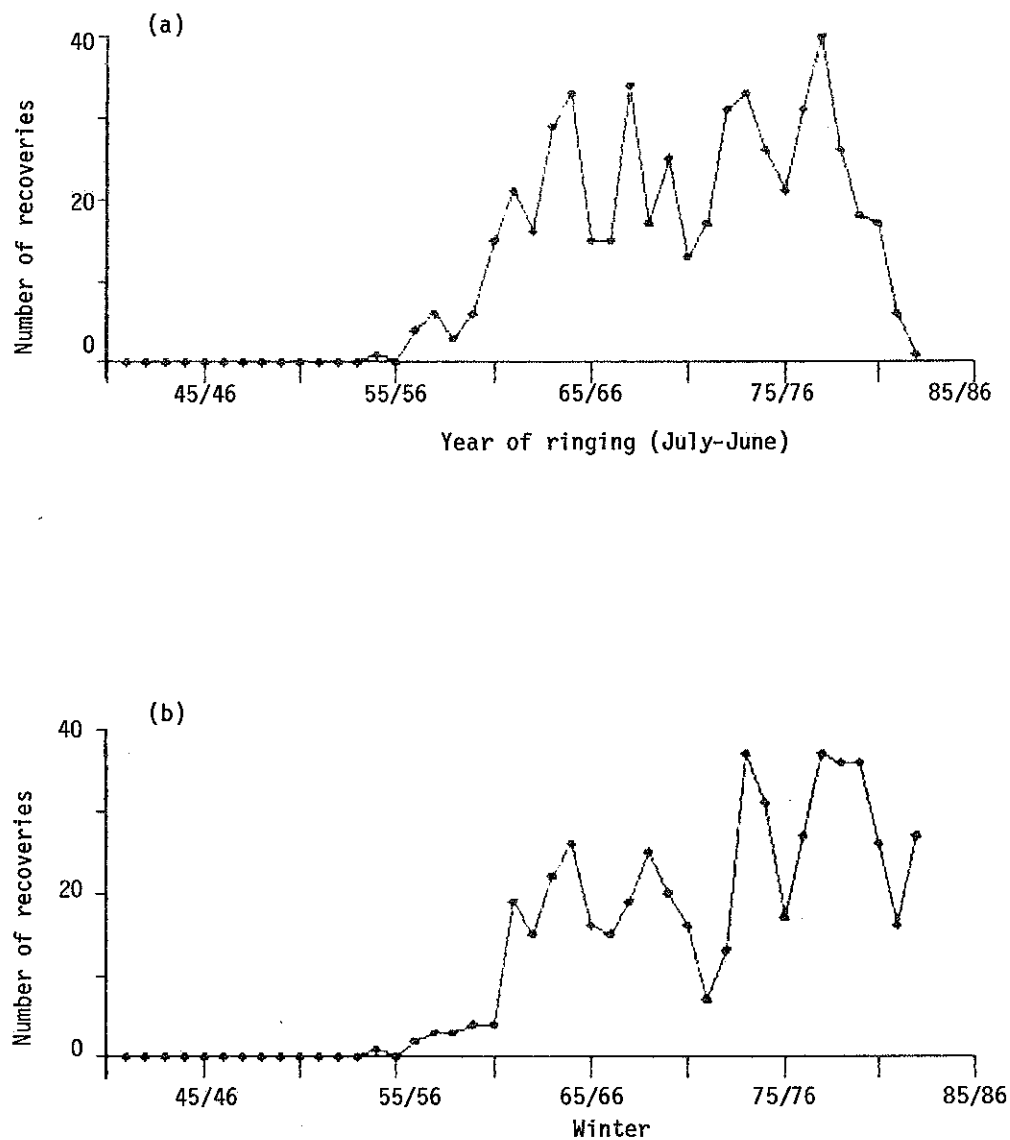 (a)
40
20
0
Number of recoveries
45/46 55/56 65/66 75/76 85/86
Year of ringing (July-June)
(b)
40
20
0
Number of recoveries
45/46 55/56 65/66 75/76 85/86
Winter